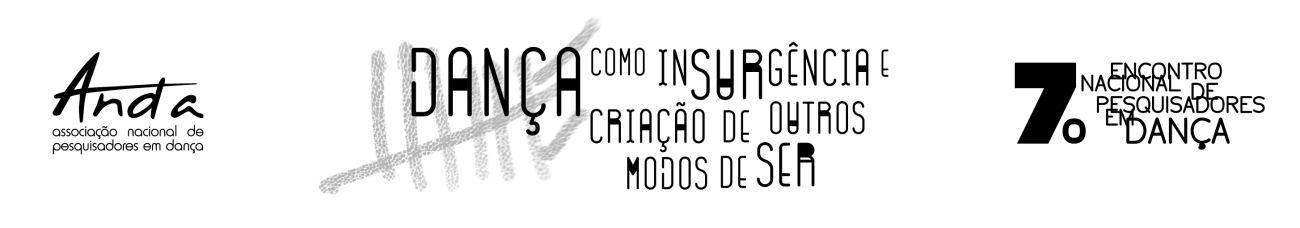 Anda
associação nacional de
pesquisadores em dança
DANÇA COMO INSURGÊNCIA E
CRIAÇÃO DE OUTROS
MODOS DE SER
7º
ENCONTRO
NACIONAL DE
PESQUISADORES
EM DANÇA